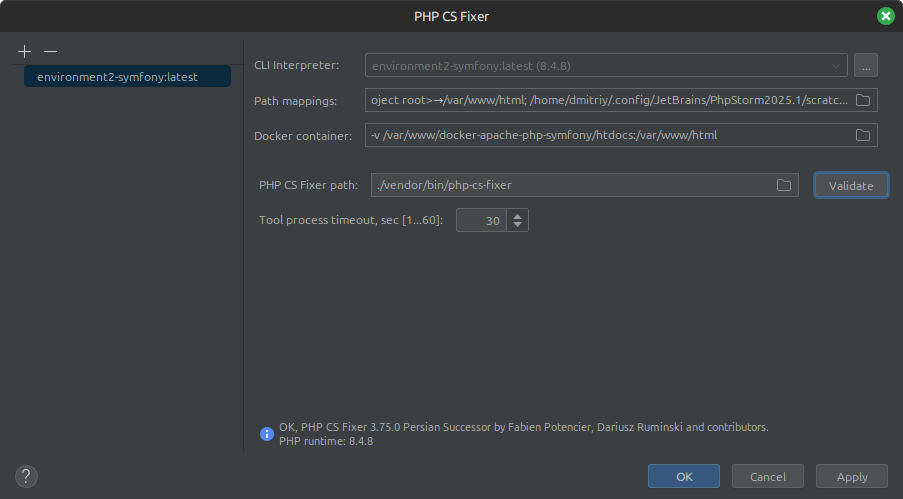 PHP CS Fixer
environment2-symfony:latest
CLI Interpreter:
environment2-symfony:latest (8.4.8)
...
Path mappings:
oject root>→/var/www/html; /home/dmitriy/.config/JetBrains/PhpStorm2025.1/scratc...
Docker container:
-v /var/www/docker-apache-php-symfony/htdocs:/var/www/html
PHP CS Fixer path:
./vendor/bin/php-cs-fixer
Validate
Tool process timeout, sec [1...60]:
30
OK, PHP CS Fixer 3.75.0 Persian Successor by Fabien Potencier, Dariusz Ruminski and contributors.
PHP runtime: 8.4.8
?
OK
Cancel
Apply